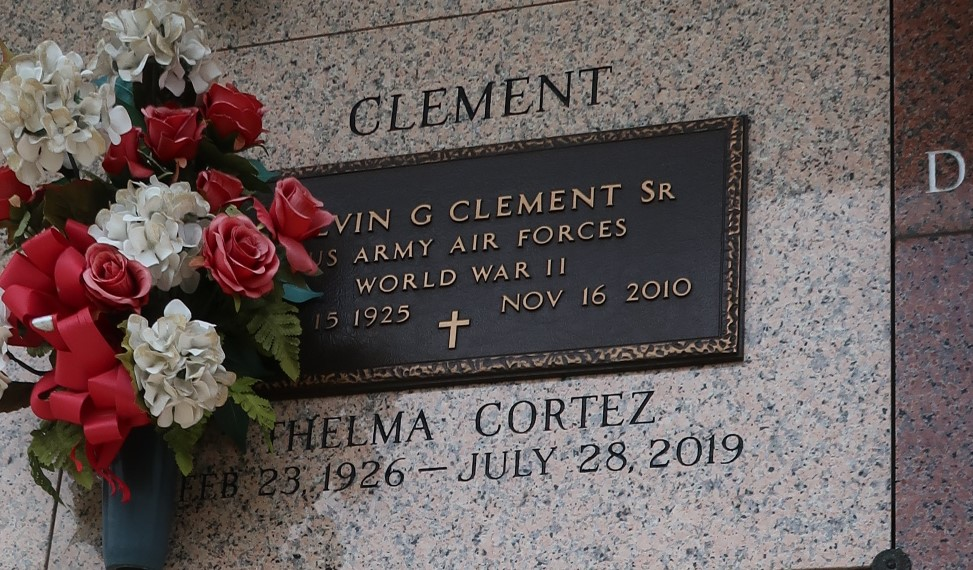 CLEMENT
VIN G CLEMENT SR
US ARMY AIR FORCES
WORLD WAR II
15 1925 NOV 16 2010
THELMA CORTEZ
FEB 23, 1926 – JULY 28, 2019
D